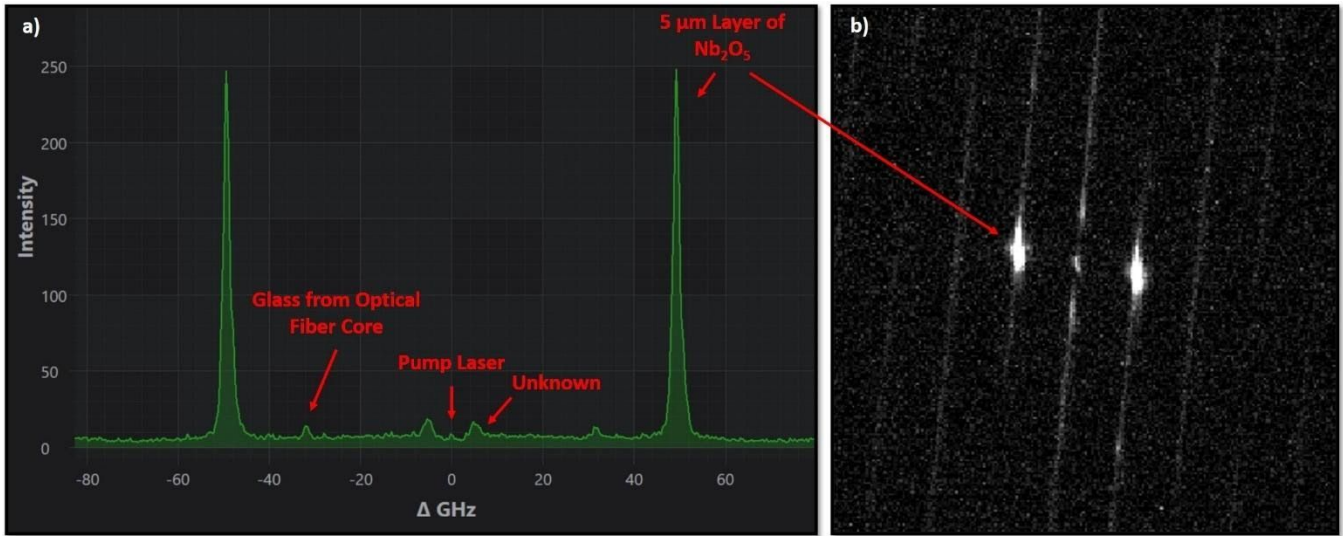 a)
5 µm Layer of
Nb₂O₅
250
200
150
100
50
0
Intensity
Glass from Optical
Fiber Core
Pump Laser
Unknown
-80
-60
-40
-20
0
20
40
60
Δ GHz
b)